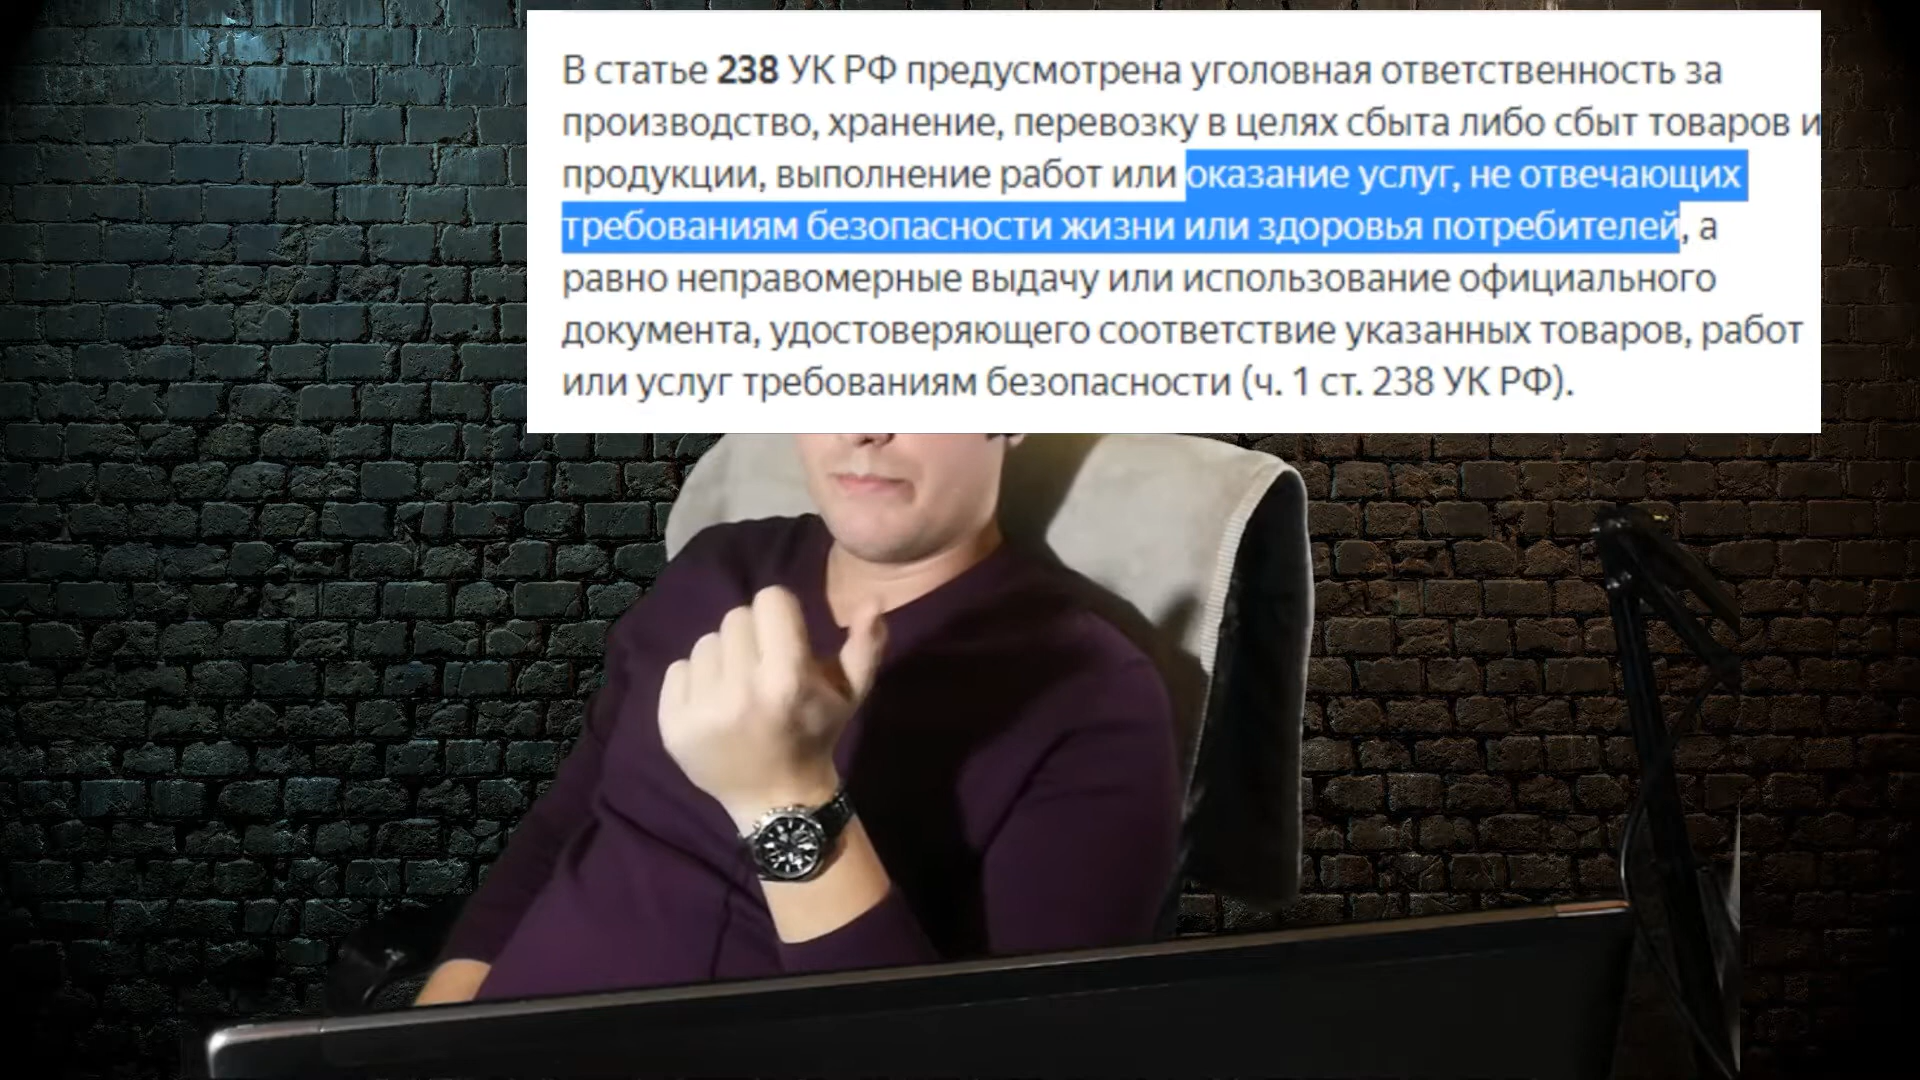 В статье 238 УК РФ предусмотрена уголовная ответственность за
производство, хранение, перевозку в целях сбыта либо сбыт товаров и
продукции, выполнение работ или оказание услуг, не отвечающих
требованиям безопасности жизни или здоровья потребителей, а
равно неправомерные выдачу или использование официального
документа, удостоверяющего соответствие указанных товаров, работ
или услуг требованиям безопасности (ч. 1 ст. 238 УК РФ).